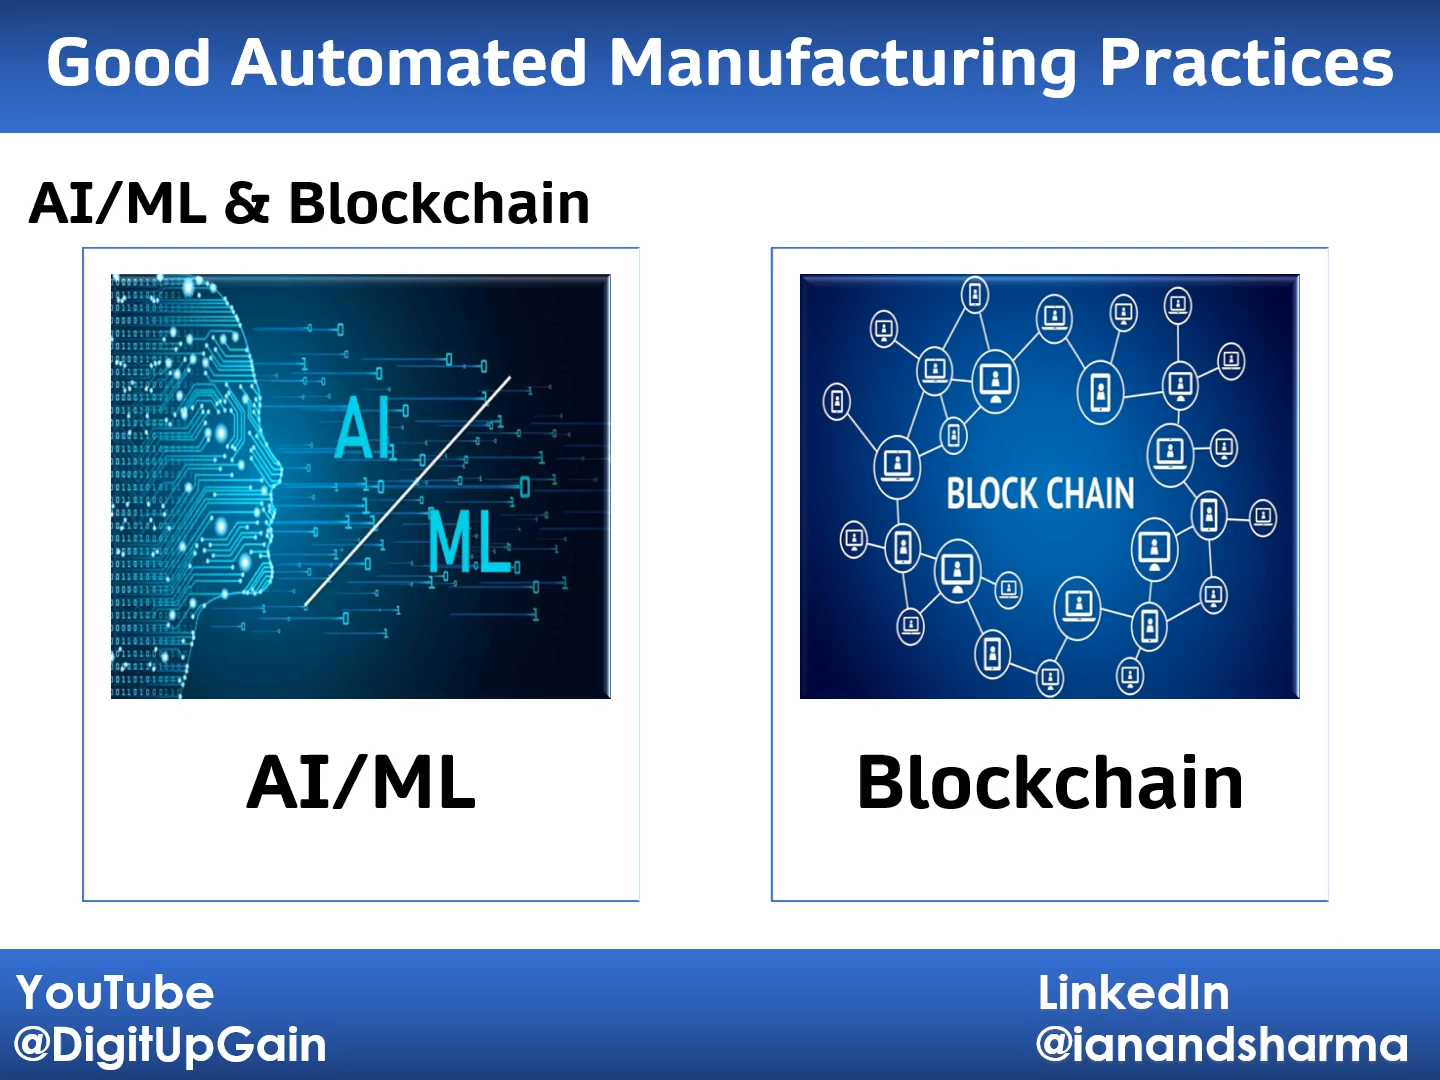 Good Automated Manufacturing Practices
AI/ML & Blockchain
AI
ML
BLOCK CHAIN
AI/ML
Blockchain
YouTube
@DigitUpGain
LinkedIn
@ianandsharma